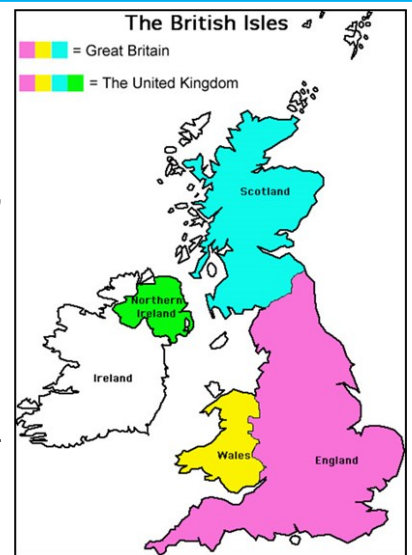 The British Isles
= Great Britain
= The United Kingdom
Scotland
Northern
Ireland
Ireland
Wales
England